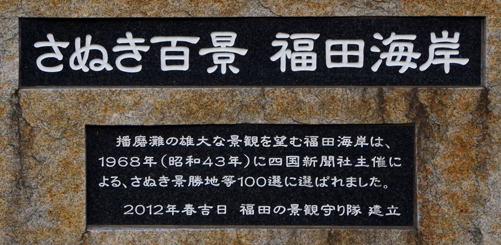 さぬき百景 福田海岸
播磨灘の雄大な景観を望む福田海岸は、
1968年(昭和43年)に四国新聞社主催に
よる、さぬき景勝地等100選に選ばれました。
2012年春吉日 福田の景観守り隊 建立